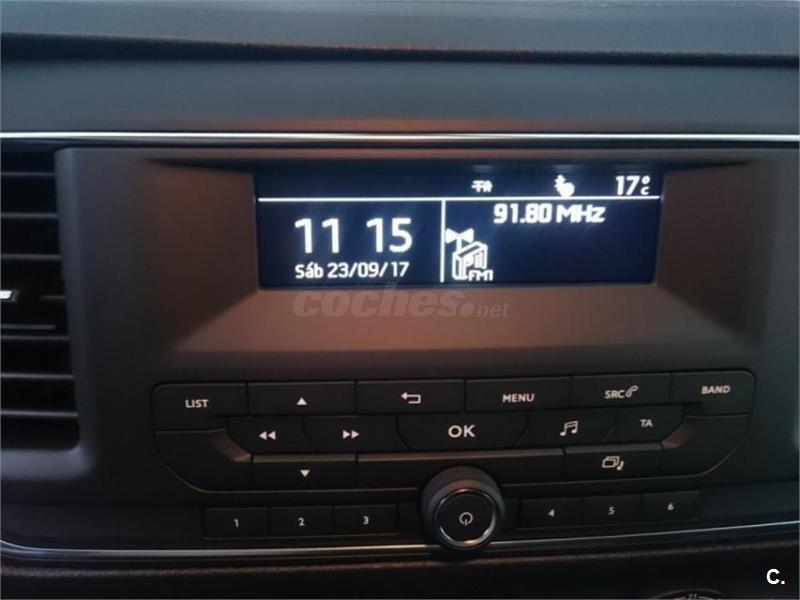 TA 17°C
91.80 MHz
11 15
Sáb 23/09/17
FM1
coches.net
LIST
MENU
SRC
BAND
OK
TA
1
2
3
4
5
6
21
C.